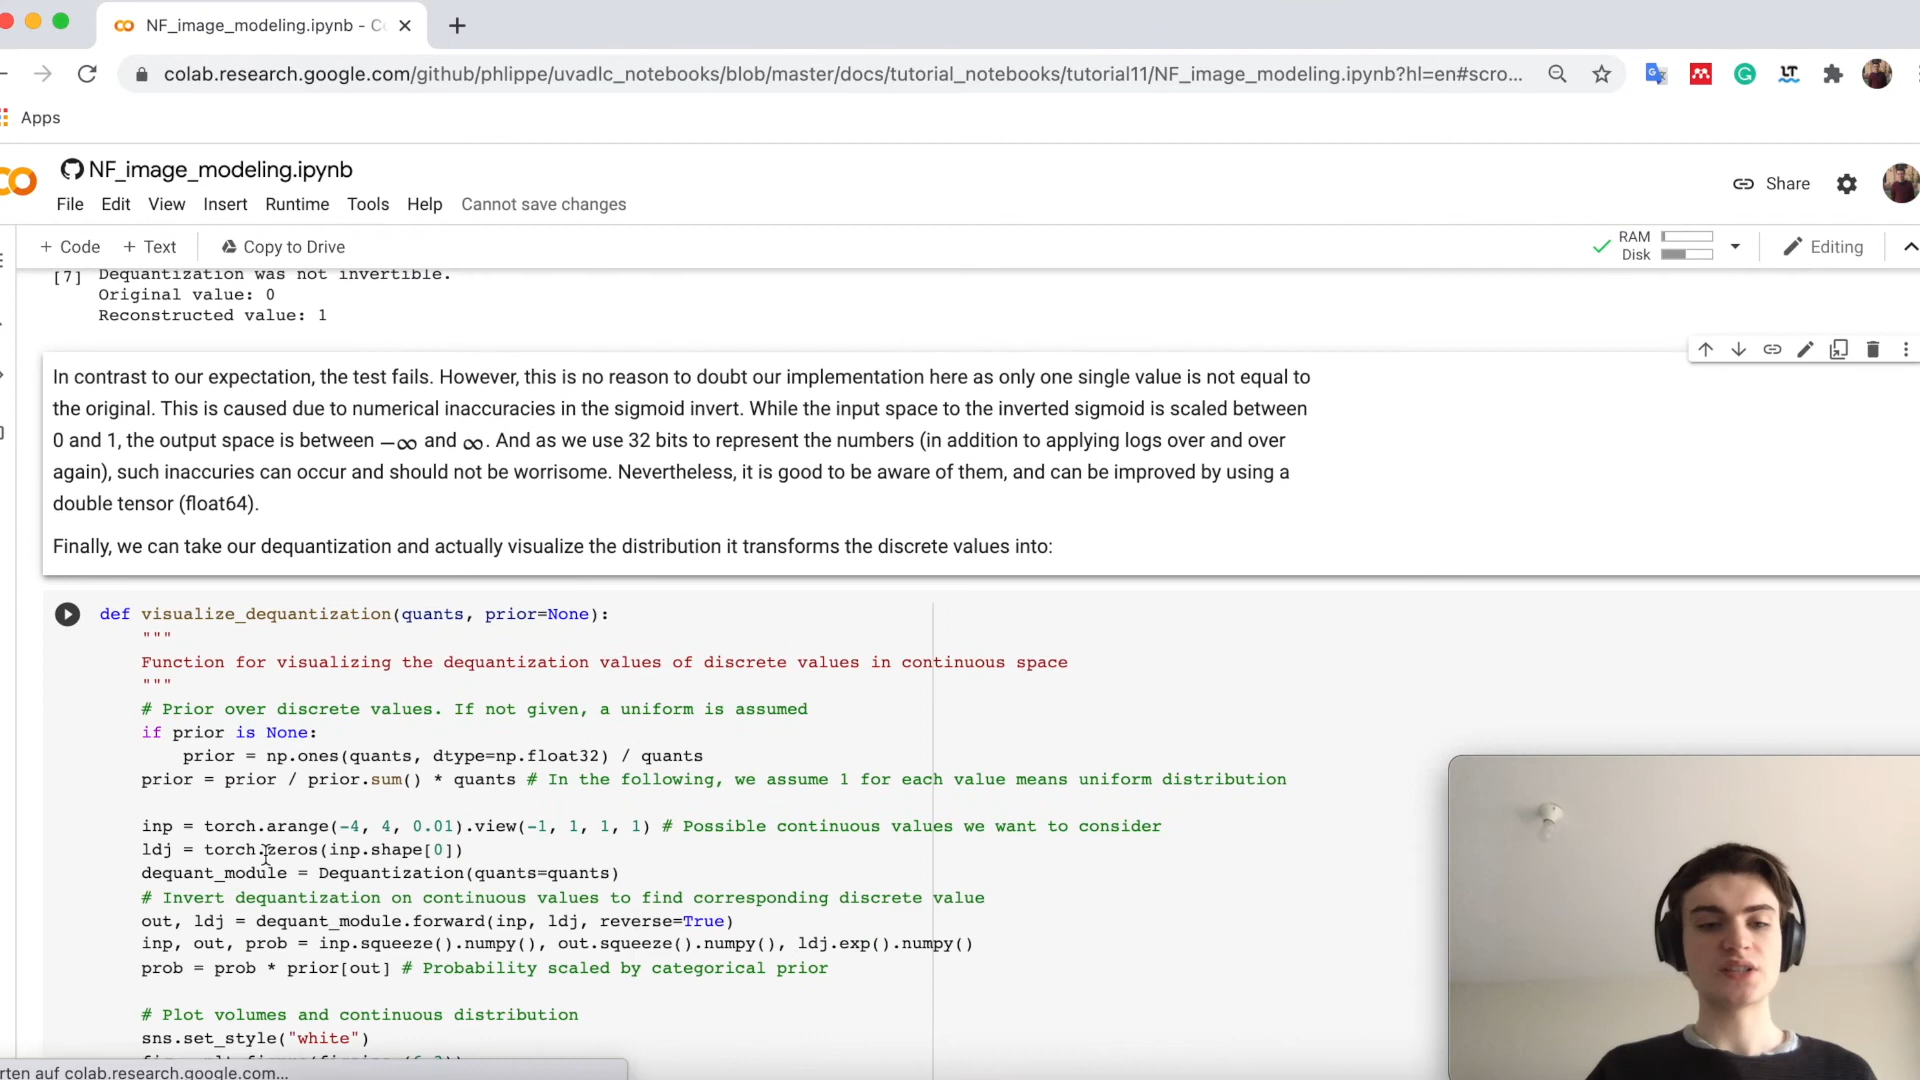 NF_image_modeling.ipynb - Co
colab.research.google.com/github/phlippe/uvadlc_notebooks/blob/master/docs/tutorial_notebooks/tutorial11/NF_image_modeling.ipynb?hl=en#scro...
Apps
NF_image_modeling.ipynb
Share
File Edit View Insert Runtime Tools Help Cannot save changes
+ Code + Text Copy to Drive
RAM
Disk
Editing
[7] Dequantization was not invertible.
Original value: 0
Reconstructed value: 1
In contrast to our expectation, the test fails. However, this is no reason to doubt our implementation here as only one single value is not equal to
the original. This is caused due to numerical inaccuracies in the sigmoid invert. While the input space to the inverted sigmoid is scaled between
0 and 1, the output space is between −∞ and ∞. And as we use 32 bits to represent the numbers (in addition to applying logs over and over
again), such inaccuries can occur and should not be worrisome. Nevertheless, it is good to be aware of them, and can be improved by using a
double tensor (float64).
Finally, we can take our dequantization and actually visualize the distribution it transforms the discrete values into:
def visualize_dequantization(quants, prior=None):
"""
Function for visualizing the dequantization values of discrete values in continuous space
"""
# Prior over discrete values. If not given, a uniform is assumed
if prior is None:
prior = np.ones(quants, dtype=np.float32) / quants
prior = prior / prior.sum() * quants # In the following, we assume 1 for each value means uniform distribution
inp = torch.arange(-4, 4, 0.01).view(-1, 1, 1, 1) # Possible continuous values we want to consider
ldj = torch.zeros(inp.shape[0])
dequant_module = Dequantization(quants=quants)
# Invert dequantization on continuous values to find corresponding discrete value
out, ldj = dequant_module.forward(inp, ldj, reverse=True)
inp, out, prob = inp.squeeze().numpy(), out.squeeze().numpy(), ldj.exp().numpy()
prob = prob * prior[out] # Probability scaled by categorical prior
# Plot volumes and continuous distribution
sns.set_style("white")
rten auf colab.research.google.com...